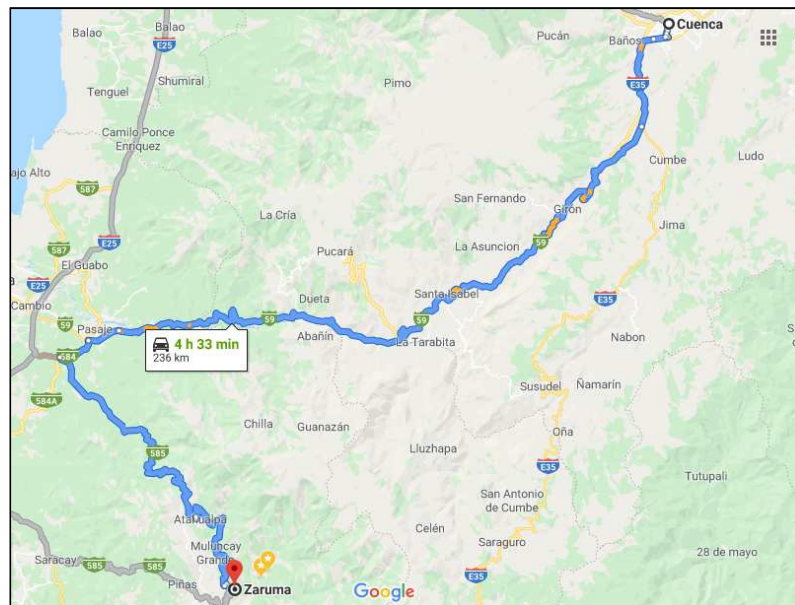 Cuenca
Pucán
Baños
Balao
Balao
E25
Shumiral
Tenguel
Pimo
E35
Camilo Ponce
Enriquez
Cumbe
Ludo
ajo Alto
587
San Fernando
Girón
La Cría
Jima
E25
587
Pucará
La Asuncion
59
El Guabo
E25
Cambio
59
Pasaje
59
Dueta
Santa Isabel
59
E35
Abañín
La Tarabita
Nabon
4 h 33 min
236 km
584
584A
Susudel
Ñamarín
Chilla
Guanazán
Oña
585
Lluzhapa
E35
Tutupali
San Antonio
de Cumbe
Atahualpa
Celén
Saraguro
Muluncay
Grande
28 de mayo
Saracay
585
Piñas
Zaruma
Google
E35